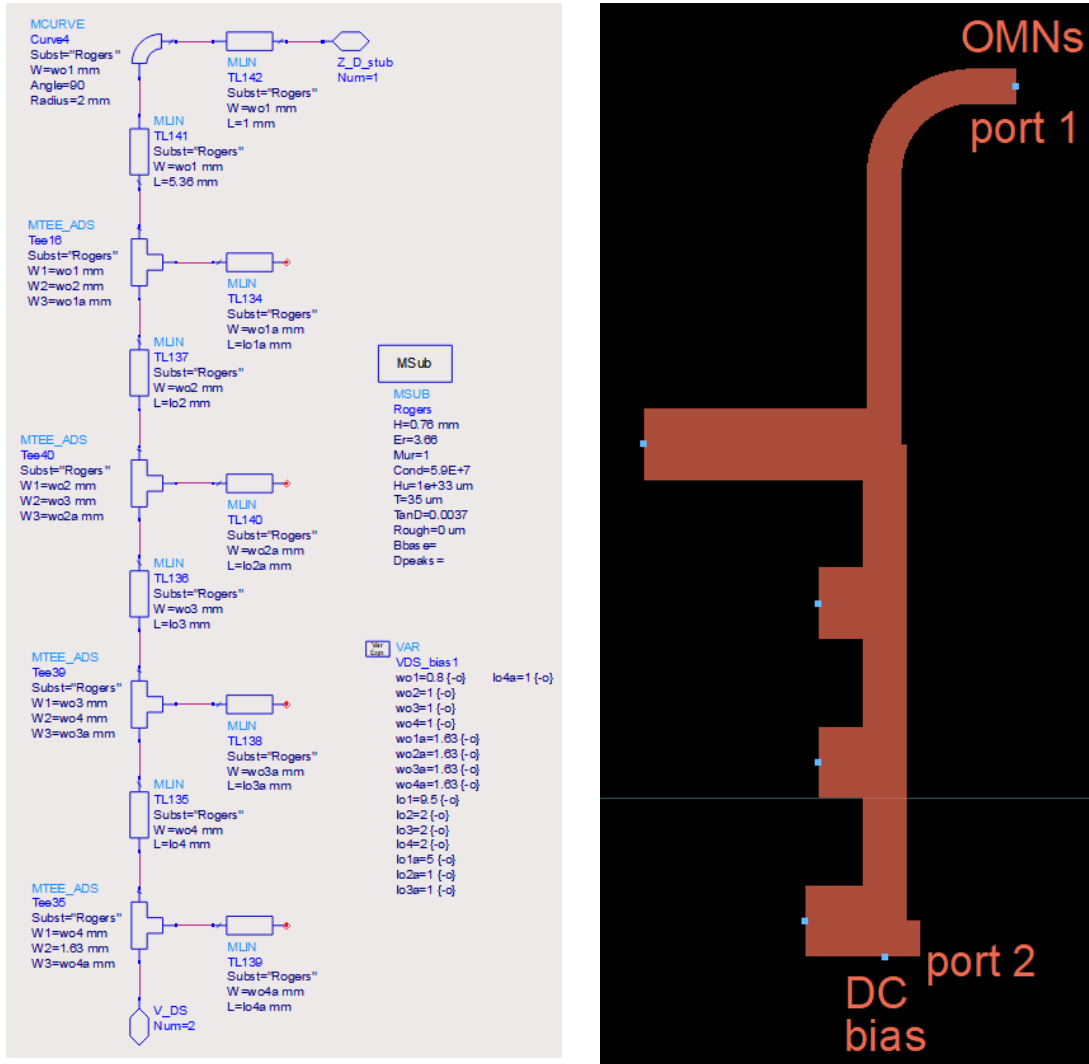 MCURVE
Curve4
Subst="Rogers"
W=wo1 mm
Angle=90
Radius=2 mm
MLIN
TL142
Subst="Rogers"
W=wo1 mm
L=1 mm
Z_D_stub
Num=1
MLIN
TL141
Subst="Rogers"
W=wo1 mm
L=5.36 mm
MTEE_ADS
Tee16
Subst="Rogers"
W1=wo1 mm
W2=wo2 mm
W3=wo1a mm
MLIN
TL134
Subst="Rogers"
W=wo1a mm
L=lo1a mm
MLIN
TL137
Subst="Rogers"
W=wo2 mm
L=lo2 mm
MSub
MSUB
Rogers
H=0.76 mm
Er=3.66
Mur=1
Cond=5.9E+7
Hu=1e+33 um
T=35 um
TanD=0.0037
Rough=0 um
Bbase=
Dpeaks=
MTEE_ADS
Tee40
Subst="Rogers"
W1=wo2 mm
W2=wo3 mm
W3=wo2a mm
MLIN
TL140
Subst="Rogers"
W=wo2a mm
L=lo2a mm
MLIN
TL136
Subst="Rogers"
W=wo3 mm
L=lo3 mm
MTEE_ADS
Tee39
Subst="Rogers"
W1=wo3 mm
W2=wo4 mm
W3=wo3a mm
MLIN
TL138
Subst="Rogers"
W=wo3a mm
L=lo3a mm
Var
Eqn
VAR
VDS_bias1
wo1=0.8 {-o} lo4a=1 {-o}
wo2=1 {-o}
wo3=1 {-o}
wo4=1 {-o}
wo1a=1.63 {-o}
wo2a=1.63 {-o}
wo3a=1.63 {-o}
wo4a=1.63 {-o}
lo1=9.5 {-o}
lo2=2 {-o}
lo3=2 {-o}
lo4=2 {-o}
lo1a=5 {-o}
lo2a=1 {-o}
lo3a=1 {-o}
MLIN
TL135
Subst="Rogers"
W=wo4 mm
L=lo4 mm
MTEE_ADS
Tee35
Subst="Rogers"
W1=wo4 mm
W2=1.63 mm
W3=wo4a mm
MLIN
TL139
Subst="Rogers"
W=wo4a mm
L=lo4a mm
V_DS
Num=2
OMNs
port 1
port 2
DC
bias